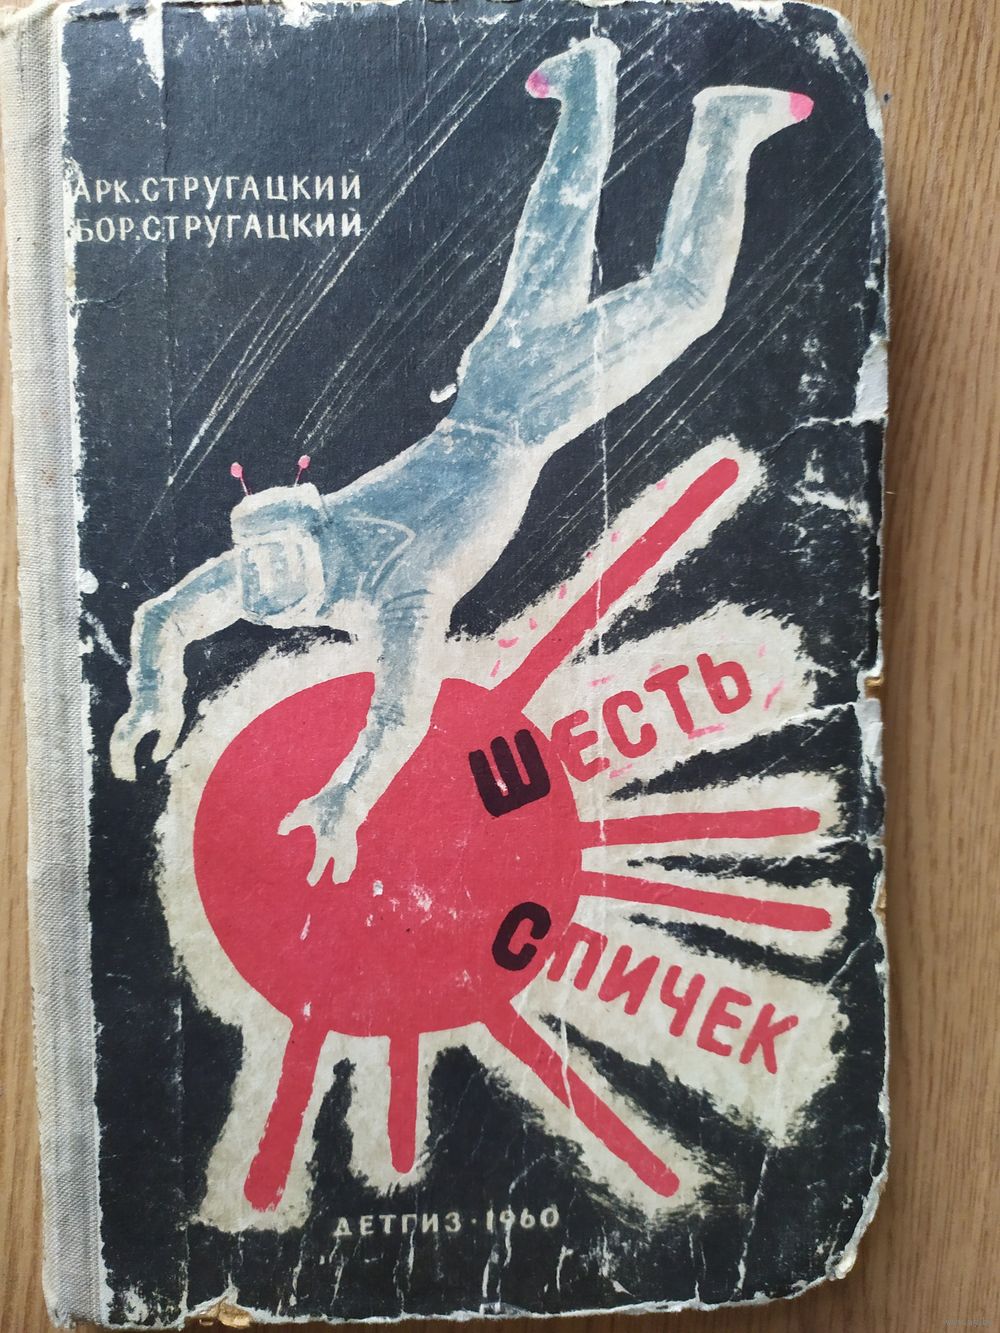 АРК. СТРУГАЦКИЙ
БОР. СТРУГАЦКИЙ
ШЕСТЬ
СПИЧЕК
ДЕТГИЗ · 1960